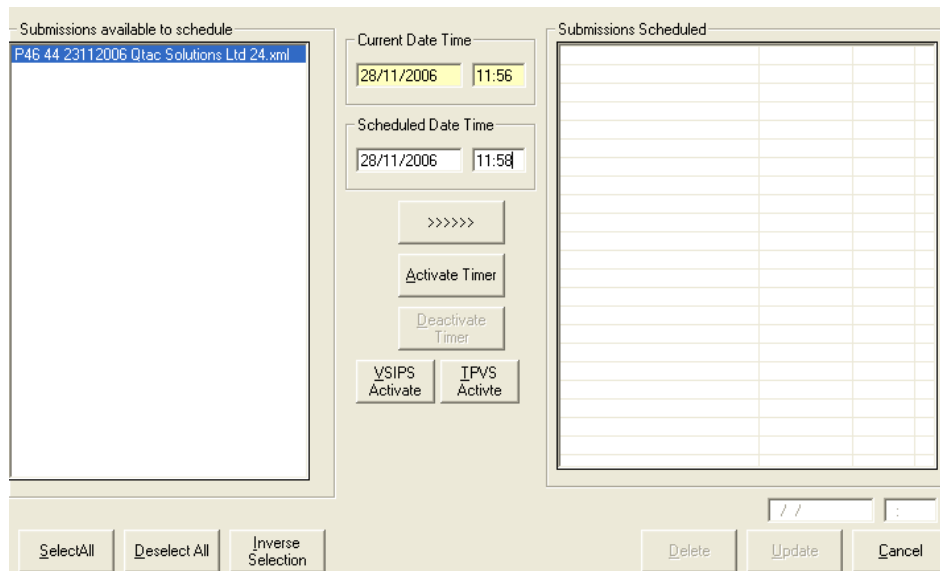 Submissions available to schedule
P46 44 23112006 Qtac Solutions Ltd 24.xml
Current Date Time
28/11/2006 11:56
Scheduled Date Time
28/11/2006 11:58
>>>>>>
Activate Timer
Deactivate
Timer
VSIPS
Activate
TPVS
Activte
Submissions Scheduled
/ / :
SelectAll
Deselect All
Inverse
Selection
Delete
Update
Cancel